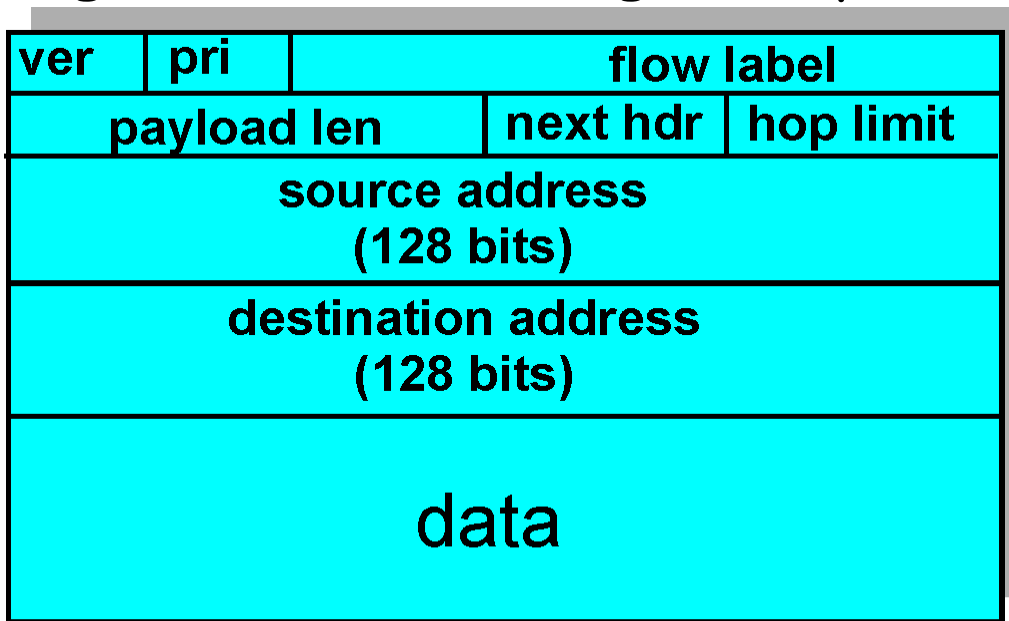 ver pri flow label
payload len next hdr hop limit
source address
(128 bits)
destination address
(128 bits)
data